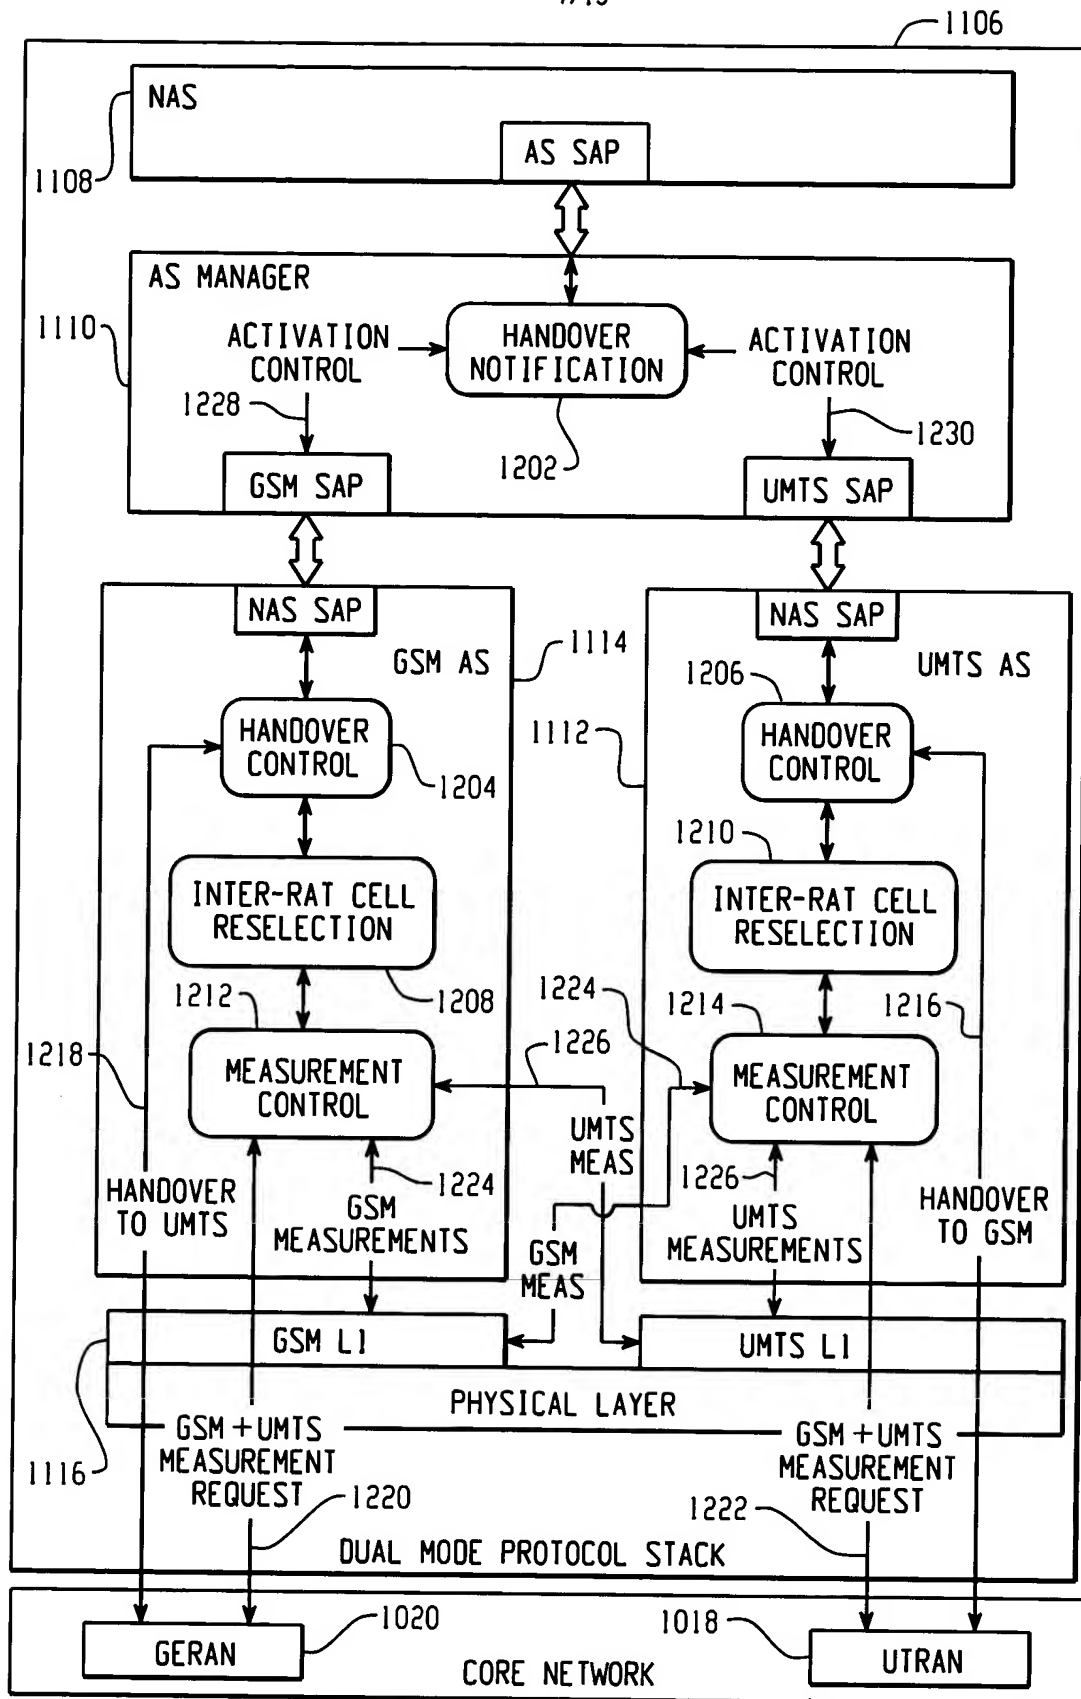 1106
NAS
AS SAP
1108
AS MANAGER
1110
ACTIVATION
CONTROL
HANDOVER
NOTIFICATION
ACTIVATION
CONTROL
1228
1202
1230
GSM SAP
UMTS SAP
NAS SAP
GSM AS
1114
NAS SAP
UMTS AS
1206
HANDOVER
CONTROL
1204
1112
HANDOVER
CONTROL
1210
INTER-RAT CELL
RESELECTION
1208
INTER-RAT CELL
RESELECTION
1212
1224
1214
1216
1218
1226
MEASUREMENT
CONTROL
MEASUREMENT
CONTROL
UMTS
MEAS
1224
1226
HANDOVER
TO UMTS
GSM
MEASUREMENTS
GSM
MEAS
UMTS
MEASUREMENTS
HANDOVER
TO GSM
GSM L1
UMTS L1
PHYSICAL LAYER
1116
GSM+UMTS
MEASUREMENT
REQUEST
GSM+UMTS
MEASUREMENT
REQUEST
1220
1222
DUAL MODE PROTOCOL STACK
GERAN
1020
1018
UTRAN
CORE NETWORK